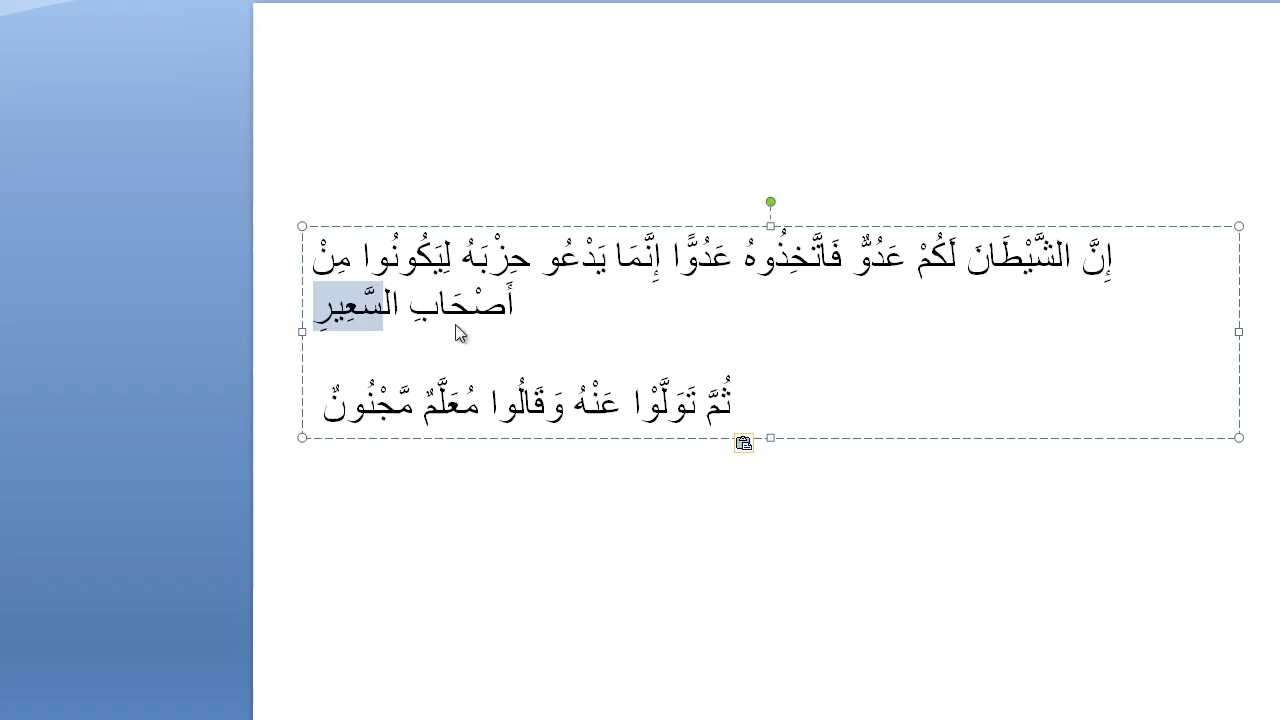 إِنَّ الشَّيْطَانَ لَكُمْ عَدُوٌّ فَاتَّخِذُوهُ عَدُوًّا إِنَّمَا يَدْعُو حِزْبَهُ لِيَكُونُوا مِنْ
أَصْحَابِ السَّعِيرِ
ثُمَّ تَوَلَّوْا عَنْهُ وَقَالُوا مُعَلَّمٌ مَّجْنُونٌ